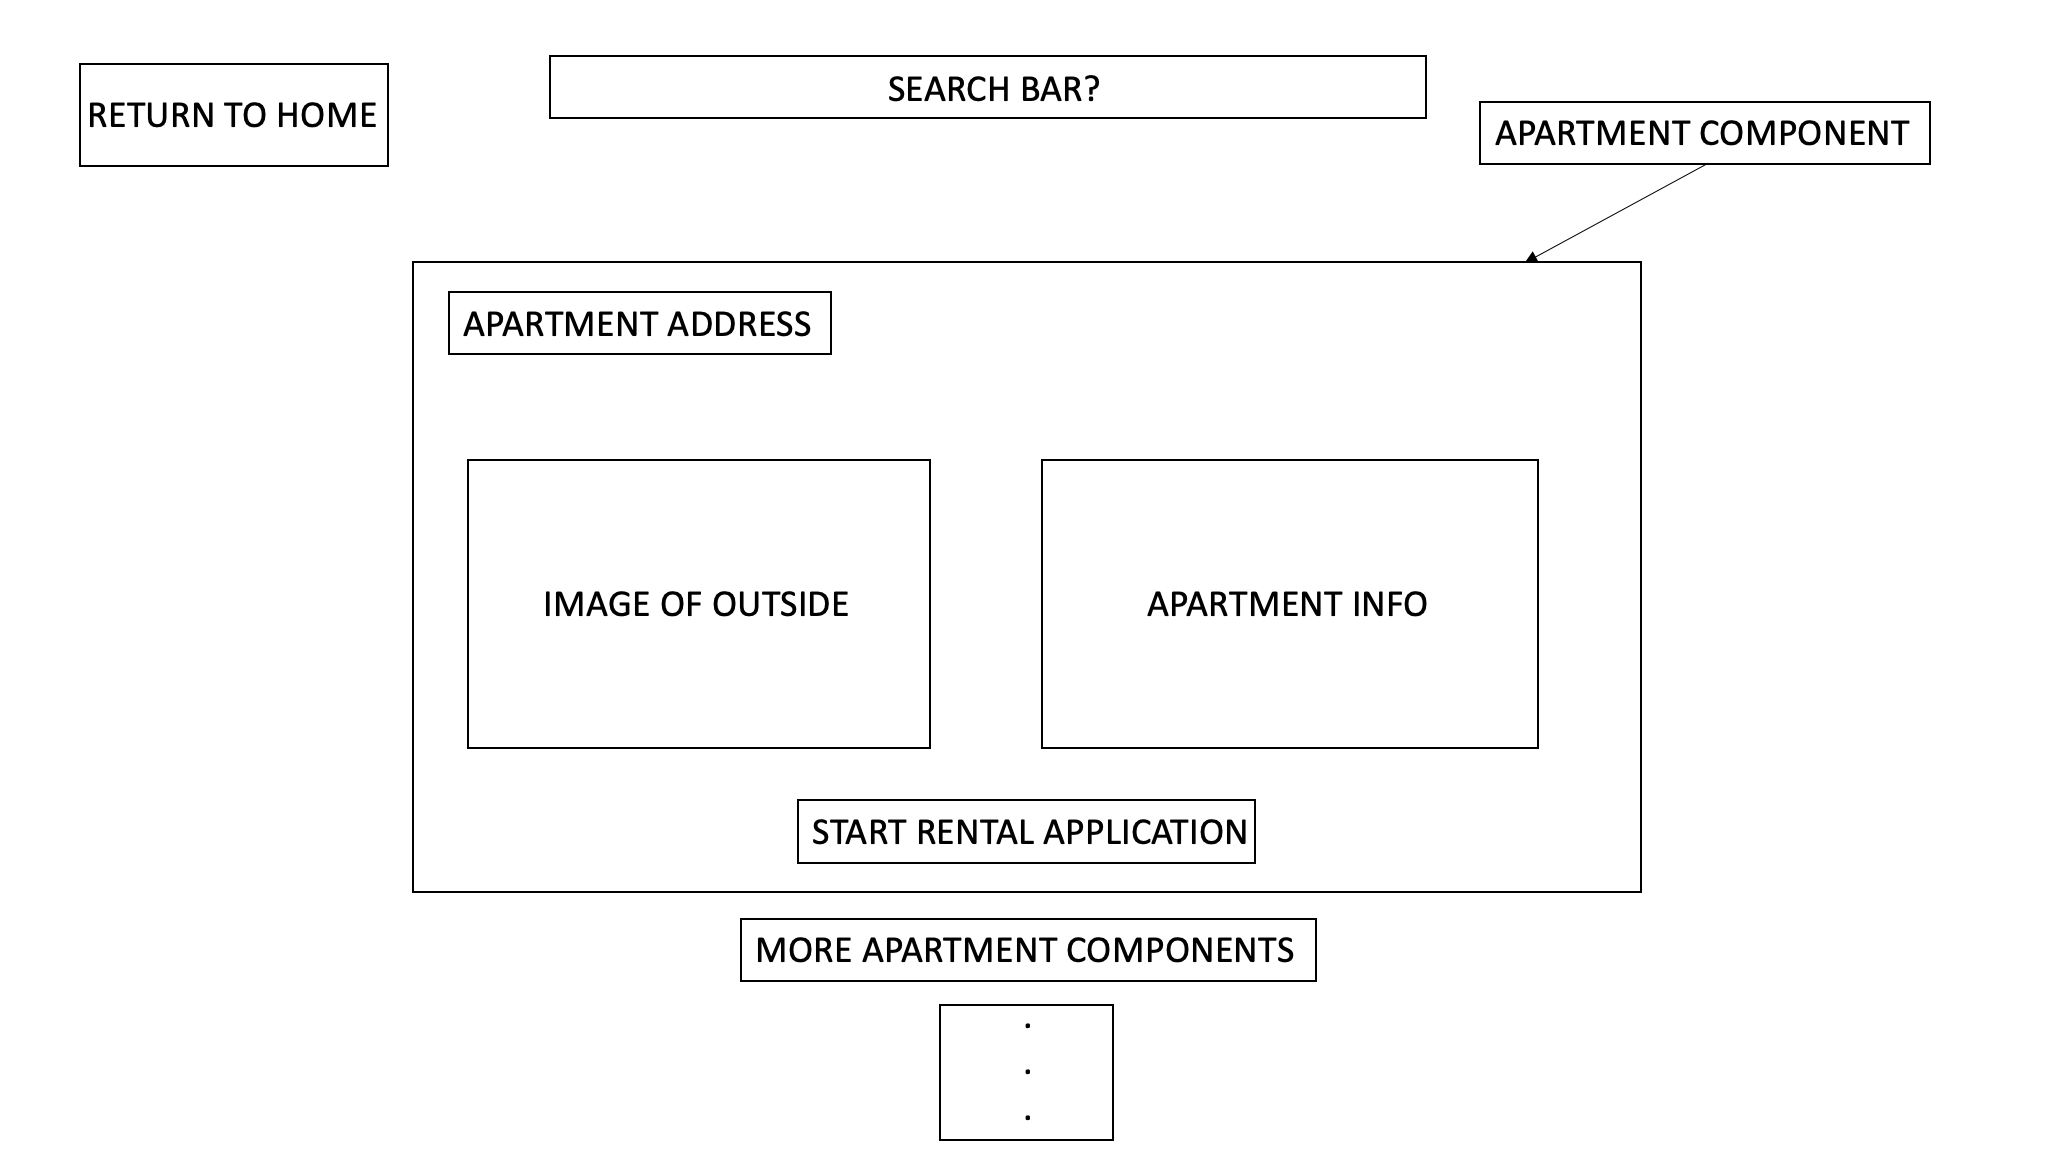 RETURN TO HOME
SEARCH BAR?
APARTMENT COMPONENT
APARTMENT ADDRESS
IMAGE OF OUTSIDE
APARTMENT INFO
START RENTAL APPLICATION
MORE APARTMENT COMPONENTS
.
.
.